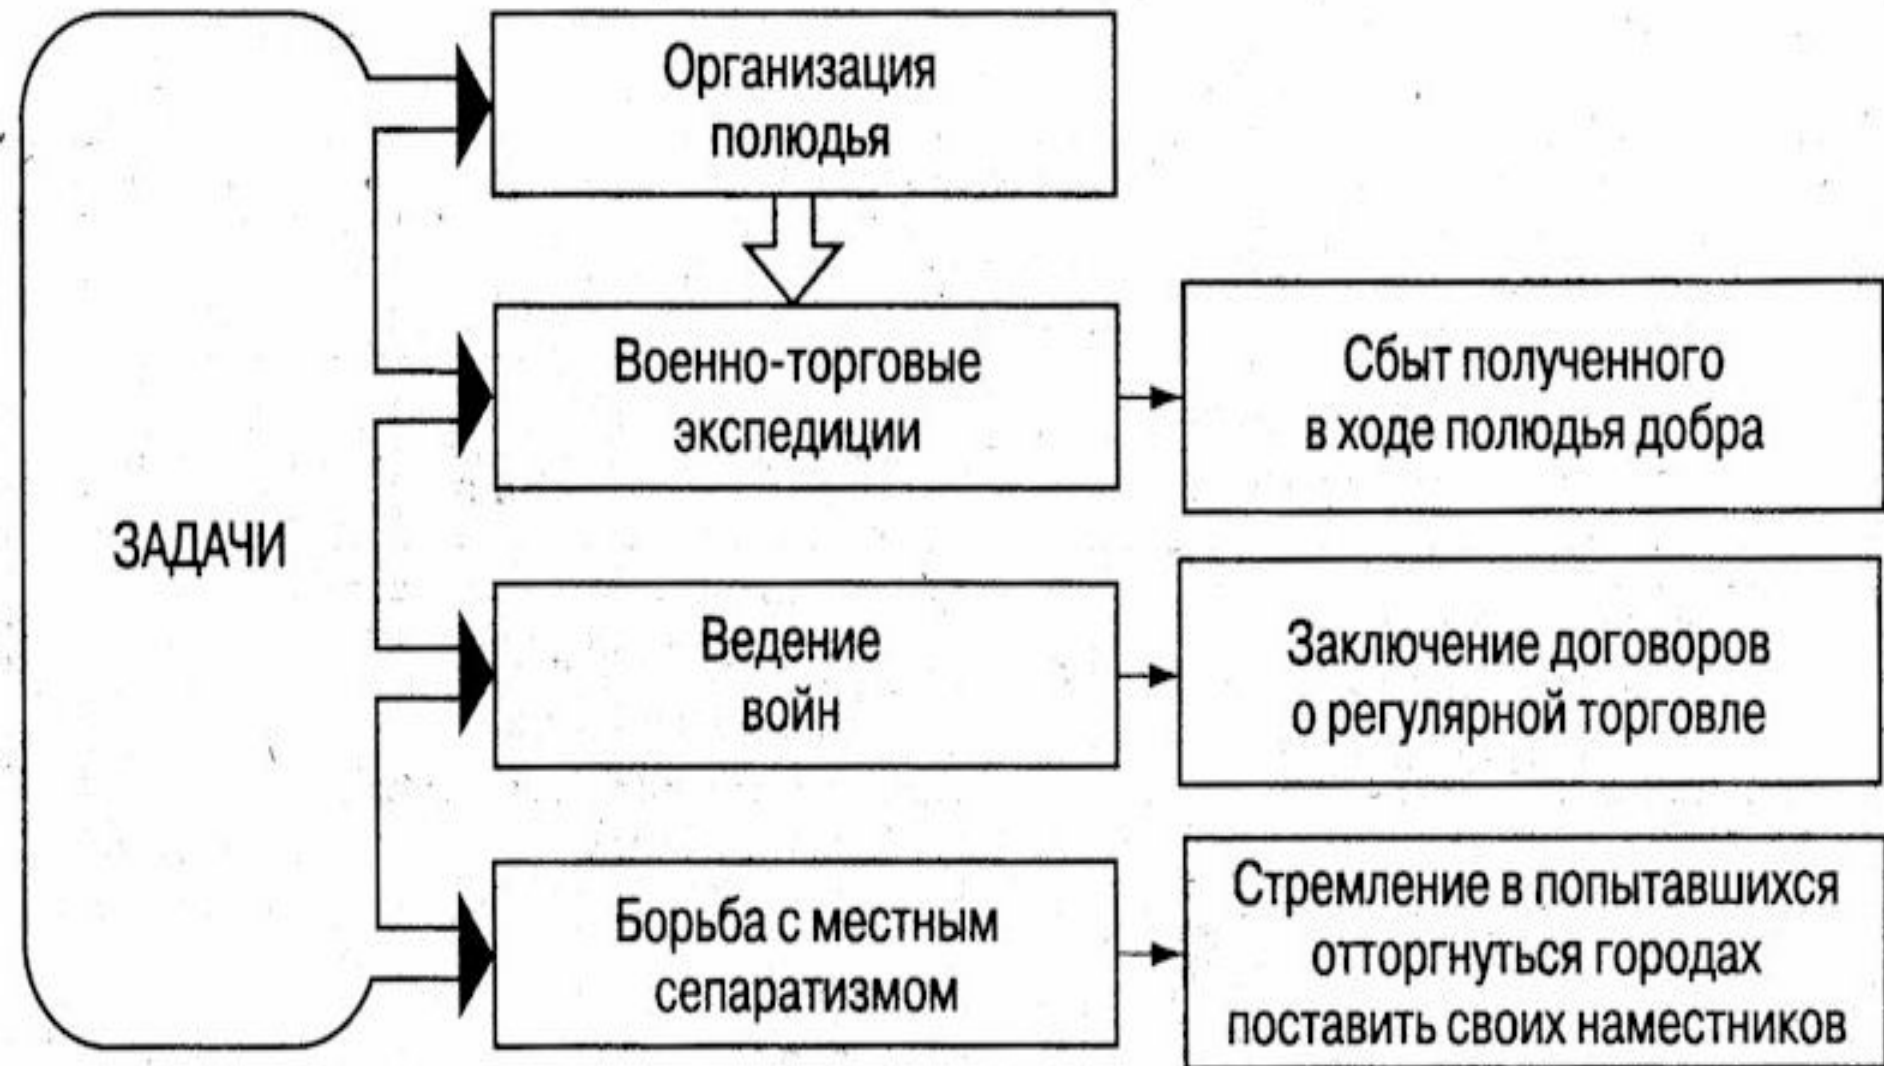 ЗАДАЧИ
Организация
полюдья
Военно-торговые
экспедиции
Сбыт полученного
в ходе полюдья добра
Ведение
войн
Заключение договоров
о регулярной торговле
Борьба с местным
сепаратизмом
Стремление в попытавшихся
отторгнуться городах
поставить своих наместников